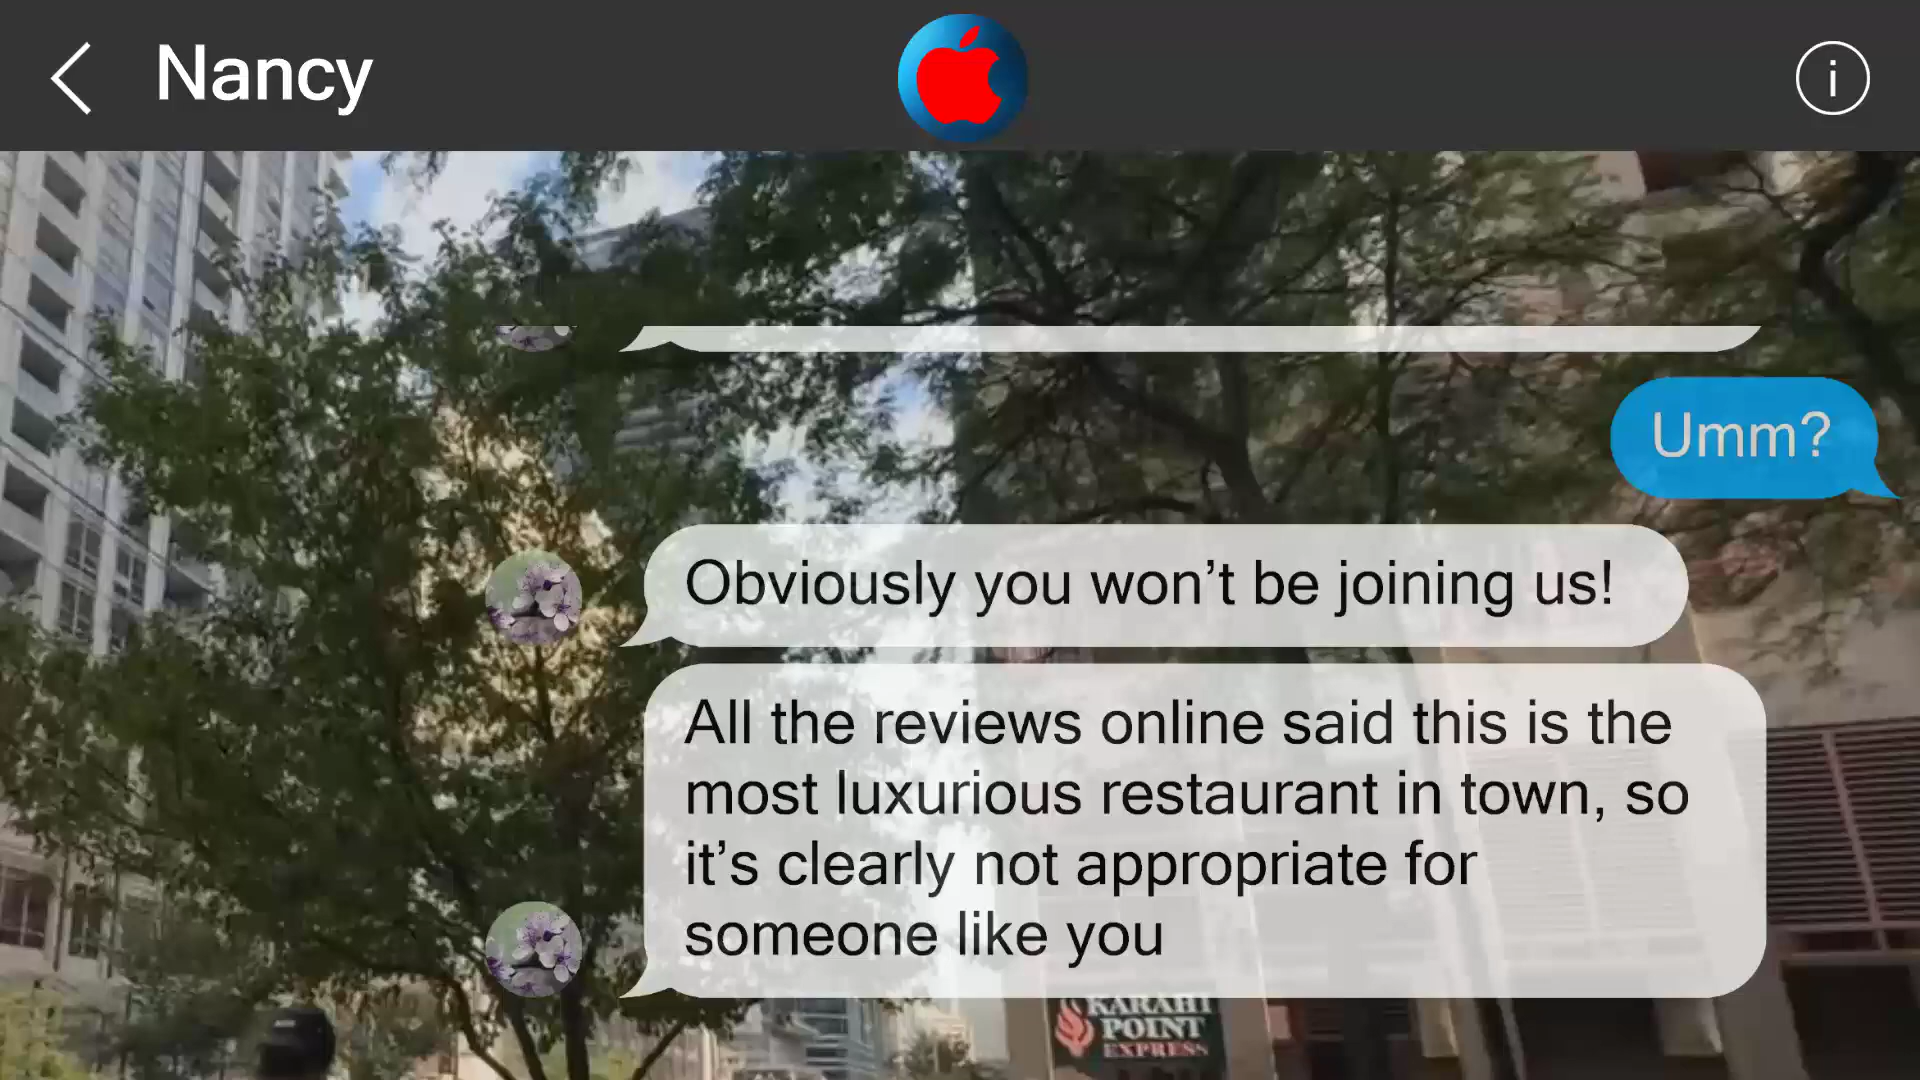 Nancy
i
Umm?
Obviously you won’t be joining us!
All the reviews online said this is the
most luxurious restaurant in town, so
it’s clearly not appropriate for
someone like you
KARAHI
POINT
EXPRESS